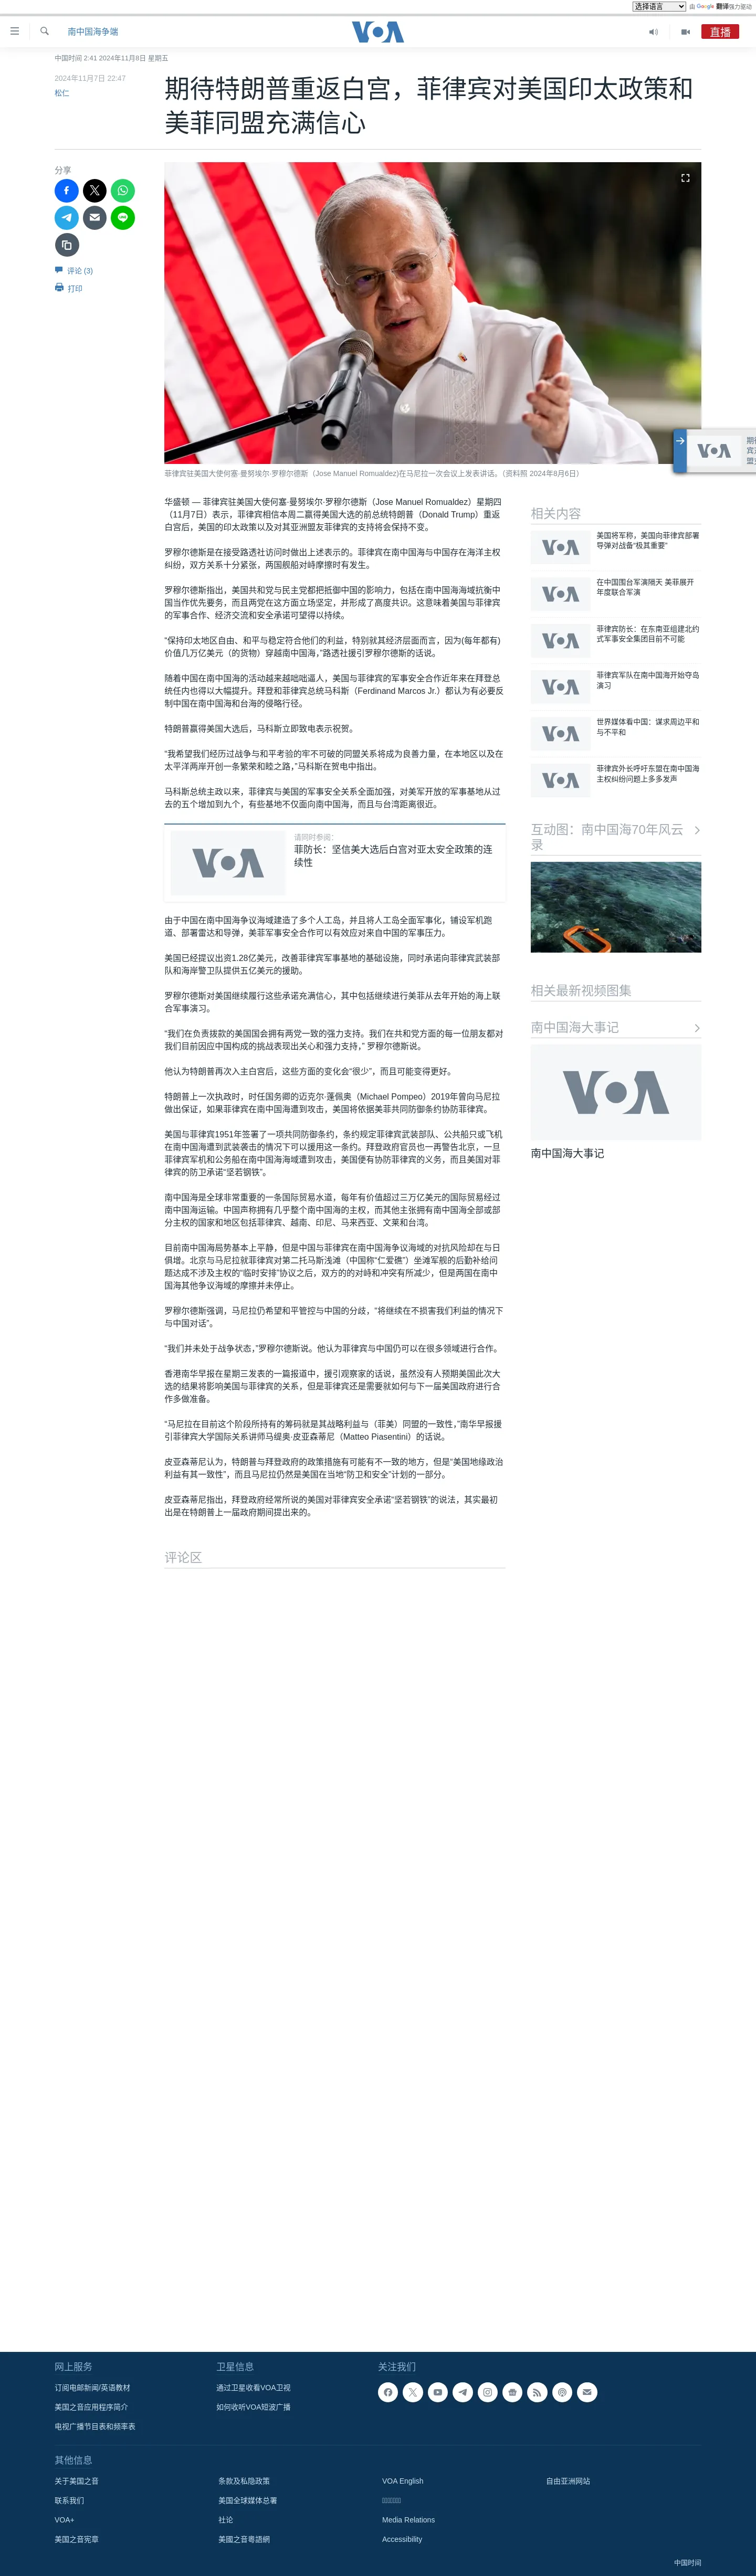 选择语言 由 Google 翻译强力驱动
南中国海争端
VOA
直播
中国时间 2:41 2024年11月8日 星期五
2024年11月7日 22:47
松仁
期待特朗普重返白宫，菲律宾对美国印太政策和
美菲同盟充满信心
分享
评论 (3)
打印
菲律宾驻美国大使何塞·曼努埃尔·罗穆尔德斯（Jose Manuel Romualdez)在马尼拉一次会议上发表讲话。（资料照 2024年8月6日）
VOA
华盛顿 — 菲律宾驻美国大使何塞·曼努埃尔·罗穆尔德斯（Jose Manuel Romualdez）星期四
（11月7日）表示，菲律宾相信本周二赢得美国大选的前总统特朗普（Donald Trump）重返
白宫后，美国的印太政策以及对其亚洲盟友菲律宾的支持将会保持不变。
罗穆尔德斯是在接受路透社访问时做出上述表示的。菲律宾在南中国海与中国存在海洋主权
纠纷，双方关系十分紧张，两国舰船对峙摩擦时有发生。
罗穆尔德斯指出，美国共和党与民主党都把抵御中国的影响力，包括在南中国海海域抗衡中
国当作优先要务，而且两党在这方面立场坚定，并形成了高度共识。这意味着美国与菲律宾
的军事合作、经济交流和安全承诺可望得以持续。
“保持印太地区自由、和平与稳定符合他们的利益，特别就其经济层面而言，因为(每年都有)
价值几万亿美元（的货物）穿越南中国海，”路透社援引罗穆尔德斯的话说。
随着中国在南中国海的活动越来越咄咄逼人，美国与菲律宾的军事安全合作近年来在拜登总
统任内也得以大幅提升。拜登和菲律宾总统马科斯（Ferdinand Marcos Jr.）都认为有必要反
制中国在南中国海和台海的侵略行径。
特朗普赢得美国大选后，马科斯立即致电表示祝贺。
“我希望我们经历过战争与和平考验的牢不可破的同盟关系将成为良善力量，在本地区以及在
太平洋两岸开创一条繁荣和睦之路，”马科斯在贺电中指出。
马科斯总统主政以来，菲律宾与美国的军事安全关系全面加强，对美军开放的军事基地从过
去的五个增加到九个，有些基地不仅面向南中国海，而且与台湾距离很近。
VOA
请同时参阅：
菲防长：坚信美大选后白宫对亚太安全政策的连
续性
由于中国在南中国海争议海域建造了多个人工岛，并且将人工岛全面军事化，铺设军机跑
道、部署雷达和导弹，美菲军事安全合作可以有效应对来自中国的军事压力。
美国已经提议出资1.28亿美元，改善菲律宾军事基地的基础设施，同时承诺向菲律宾武装部
队和海岸警卫队提供五亿美元的援助。
罗穆尔德斯对美国继续履行这些承诺充满信心，其中包括继续进行美菲从去年开始的海上联
合军事演习。
“我们在负责拨款的美国国会拥有两党一致的强力支持。我们在共和党方面的每一位朋友都对
我们目前因应中国构成的挑战表现出关心和强力支持，” 罗穆尔德斯说。
他认为特朗普再次入主白宫后，这些方面的变化会“很少”，而且可能变得更好。
特朗普上一次执政时，时任国务卿的迈克尔·蓬佩奥（Michael Pompeo）2019年曾向马尼拉
做出保证，如果菲律宾在南中国海遭到攻击，美国将依据美菲共同防御条约协防菲律宾。
美国与菲律宾1951年签署了一项共同防御条约，条约规定菲律宾武装部队、公共船只或飞机
在南中国海遭到武装袭击的情况下可以援用这一条约。拜登政府官员也一再警告北京，一旦
菲律宾军机和公务船在南中国海海域遭到攻击，美国便有协防菲律宾的义务，而且美国对菲
律宾的防卫承诺“坚若钢铁”。
南中国海是全球非常重要的一条国际贸易水道，每年有价值超过三万亿美元的国际贸易经过
南中国海运输。中国声称拥有几乎整个南中国海的主权，而其他主张拥有南中国海全部或部
分主权的国家和地区包括菲律宾、越南、印尼、马来西亚、文莱和台湾。
目前南中国海局势基本上平静，但是中国与菲律宾在南中国海争议海域的对抗风险却在与日
俱增。北京与马尼拉就菲律宾对第二托马斯浅滩（中国称“仁爱礁”）坐滩军舰的后勤补给问
题达成不涉及主权的“临时安排”协议之后，双方的的对峙和冲突有所减少，但是两国在南中
国海其他争议海域的摩擦并未停止。
罗穆尔德斯强调，马尼拉仍希望和平管控与中国的分歧，“将继续在不损害我们利益的情况下
与中国对话”。
“我们并未处于战争状态，”罗穆尔德斯说。他认为菲律宾与中国仍可以在很多领域进行合作。
香港南华早报在星期三发表的一篇报道中，援引观察家的话说，虽然没有人预期美国此次大
选的结果将影响美国与菲律宾的关系，但是菲律宾还是需要就如何与下一届美国政府进行合
作多做准备。
“马尼拉在目前这个阶段所持有的筹码就是其战略利益与（菲美）同盟的一致性，”南华早报援
引菲律宾大学国际关系讲师马缇奥·皮亚森蒂尼（Matteo Piasentini）的话说。
皮亚森蒂尼认为，特朗普与拜登政府的政策措施有可能有不一致的地方，但是“美国地缘政治
利益有其一致性”，而且马尼拉仍然是美国在当地“防卫和安全”计划的一部分。
皮亚森蒂尼指出，拜登政府经常所说的美国对菲律宾安全承诺“坚若钢铁”的说法，其实最初
出是在特朗普上一届政府期间提出来的。
评论区
相关内容
VOA
美国将军称，美国向菲律宾部署
导弹对战备“极其重要”
VOA
在中国围台军演隔天 美菲展开
年度联合军演
VOA
菲律宾防长：在东南亚组建北约
式军事安全集团目前不可能
VOA
菲律宾军队在南中国海开始夺岛
演习
VOA
世界媒体看中国：谋求周边平和
与不平和
VOA
菲律宾外长呼吁东盟在南中国海
主权纠纷问题上多多发声
互动图：南中国海70年风云
录
相关最新视频图集
南中国海大事记
VOA
南中国海大事记
网上服务
订阅电邮新闻/英语教材
美国之音应用程序简介
电视广播节目表和频率表
卫星信息
通过卫星收看VOA卫视
如何收听VOA短波广播
关注我们
其他信息
关于美国之音
联系我们
VOA+
美国之音宪章
条款及私隐政策
美国全球媒体总署
社论
美國之音粵語網
VOA English
Media Relations
Accessibility
自由亚洲网站
中国时间